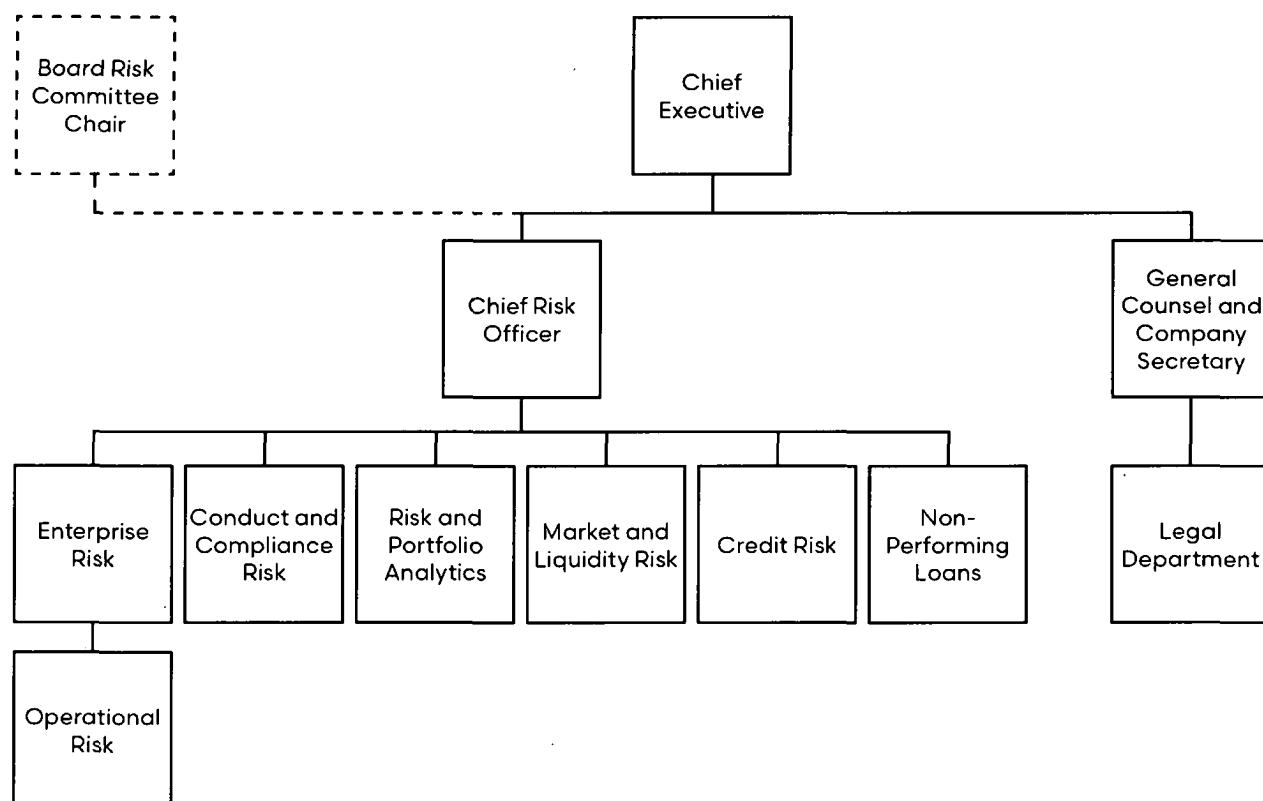 Board Risk
Committee
Chair
Chief
Executive
Chief Risk
Officer
General
Counsel and
Company
Secretary
Enterprise
Risk
Conduct and
Compliance
Risk
Risk and
Portfolio
Analytics
Market and
Liquidity Risk
Credit Risk
Non-
Performing
Loans
Legal
Department
Operational
Risk